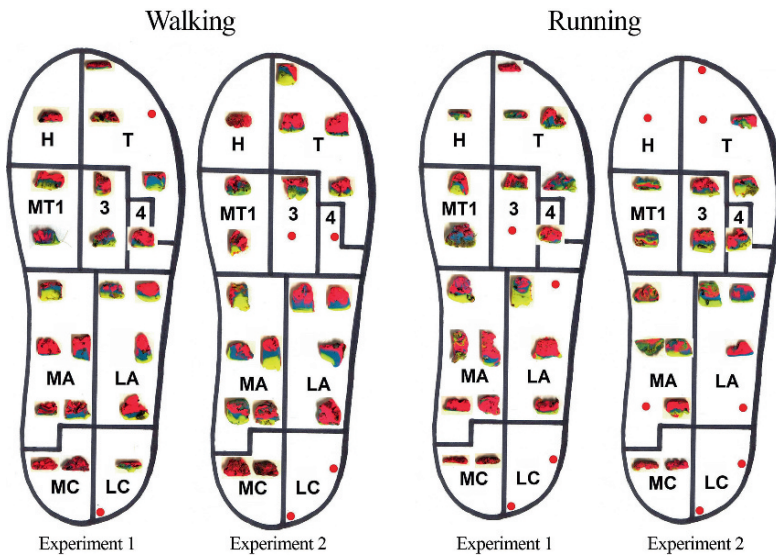 Walking Running
H T H T H T H T
MT1 3 4 MT1 3 4 MT1 3 4 MT1 3 4
MA LA MA LA MA LA MA LA
MC LC MC LC MC LC MC LC
Experiment 1 Experiment 2 Experiment 1 Experiment 2